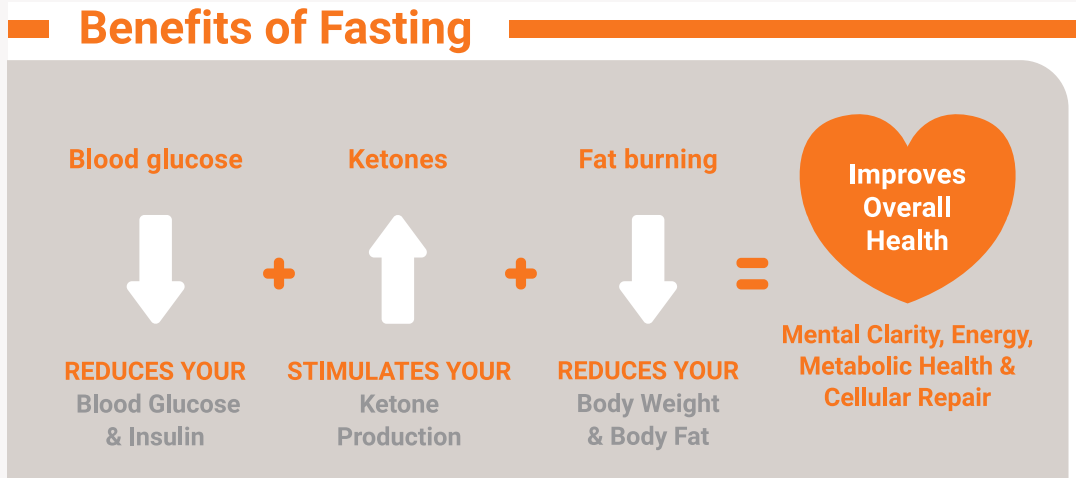 Benefits of Fasting
Blood glucose
REDUCES YOUR
Blood Glucose
& Insulin
Ketones
STIMULATES YOUR
Ketone
Production
Fat burning
REDUCES YOUR
Body Weight
& Body Fat
Improves
Overall
Health
Mental Clarity, Energy,
Metabolic Health &
Cellular Repair